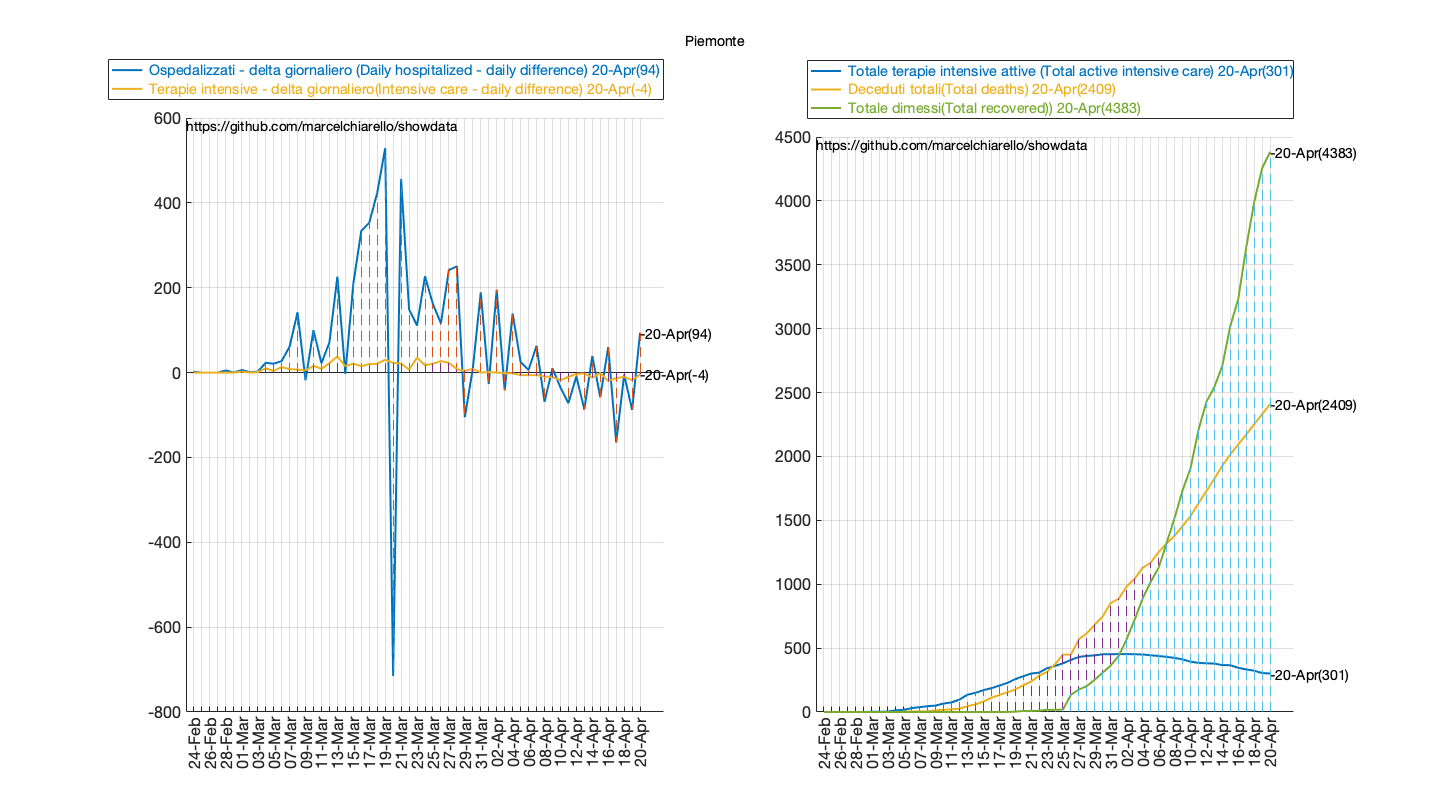 Piemonte
Ospedalizzati - delta giornaliero (Daily hospitalized - daily difference) 20-Apr(94)
Terapie intensive - delta giornaliero(Intensive care - daily difference) 20-Apr(-4)
https://github.com/marcelchiarello/showdata
600
400
200
0
-200
-400
-600
-800
20-Apr(94)
20-Apr(-4)
24-Feb
26-Feb
28-Feb
01-Mar
03-Mar
05-Mar
07-Mar
09-Mar
11-Mar
13-Mar
15-Mar
17-Mar
19-Mar
21-Mar
23-Mar
25-Mar
27-Mar
29-Mar
31-Mar
02-Apr
04-Apr
06-Apr
08-Apr
10-Apr
12-Apr
14-Apr
16-Apr
18-Apr
20-Apr
Totale terapie intensive attive (Total active intensive care) 20-Apr(301)
Deceduti totali(Total deaths) 20-Apr(2409)
Totale dimessi(Total recovered)) 20-Apr(4383)
https://github.com/marcelchiarello/showdata
4500
4000
3500
3000
2500
2000
1500
1000
500
0
20-Apr(4383)
20-Apr(2409)
20-Apr(301)
24-Feb
26-Feb
28-Feb
01-Mar
03-Mar
05-Mar
07-Mar
09-Mar
11-Mar
13-Mar
15-Mar
17-Mar
19-Mar
21-Mar
23-Mar
25-Mar
27-Mar
29-Mar
31-Mar
02-Apr
04-Apr
06-Apr
08-Apr
10-Apr
12-Apr
14-Apr
16-Apr
18-Apr
20-Apr